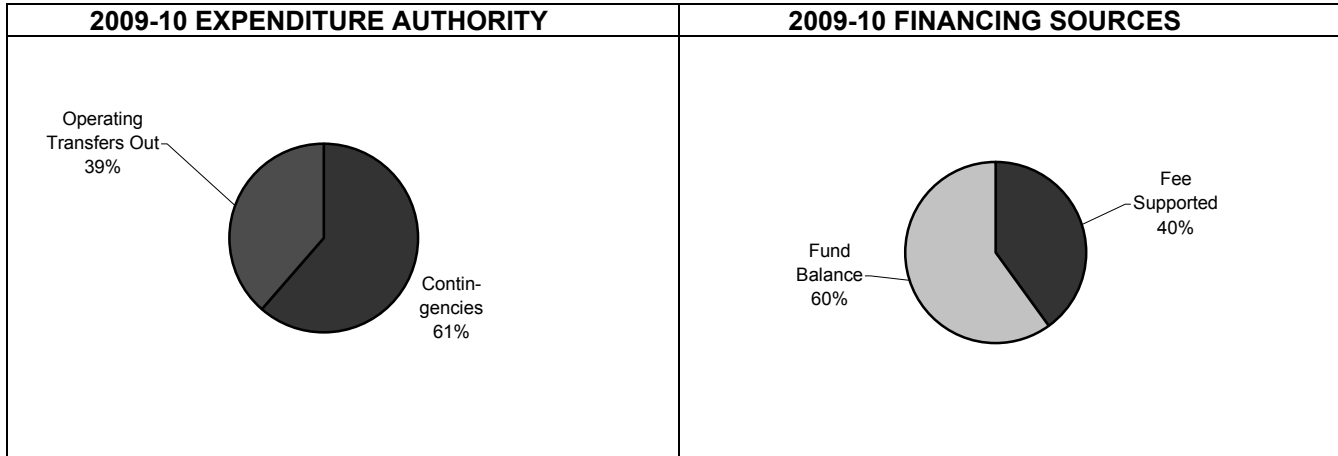 2009-10 EXPENDITURE AUTHORITY
Operating
Transfers Out
39%
Contin-
gencies
61%
2009-10 FINANCING SOURCES
Fee
Supported
40%
Fund
Balance
60%